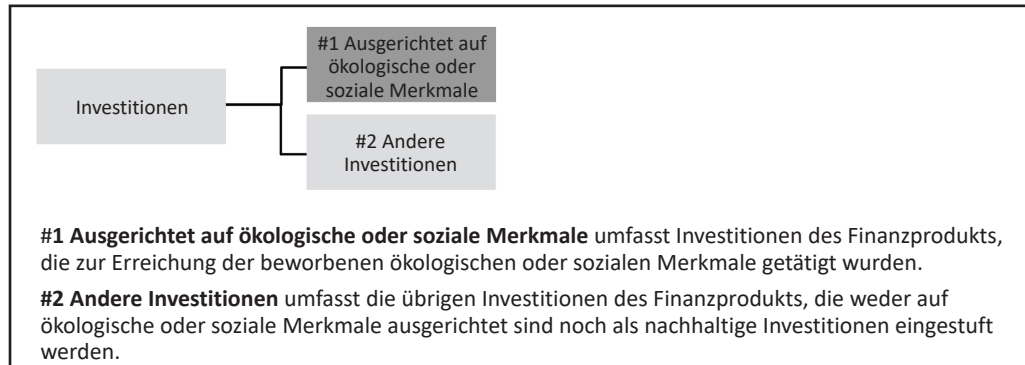 #1 Ausgerichtet auf
ökologische oder
soziale Merkmale
Investitionen
#2 Andere
Investitionen
#1 Ausgerichtet auf ökologische oder soziale Merkmale umfasst Investitionen des Finanzprodukts,
die zur Erreichung der beworbenen ökologischen oder sozialen Merkmale getätigt wurden.
#2 Andere Investitionen umfasst die übrigen Investitionen des Finanzprodukts, die weder auf
ökologische oder soziale Merkmale ausgerichtet sind noch als nachhaltige Investitionen eingestuft
werden.